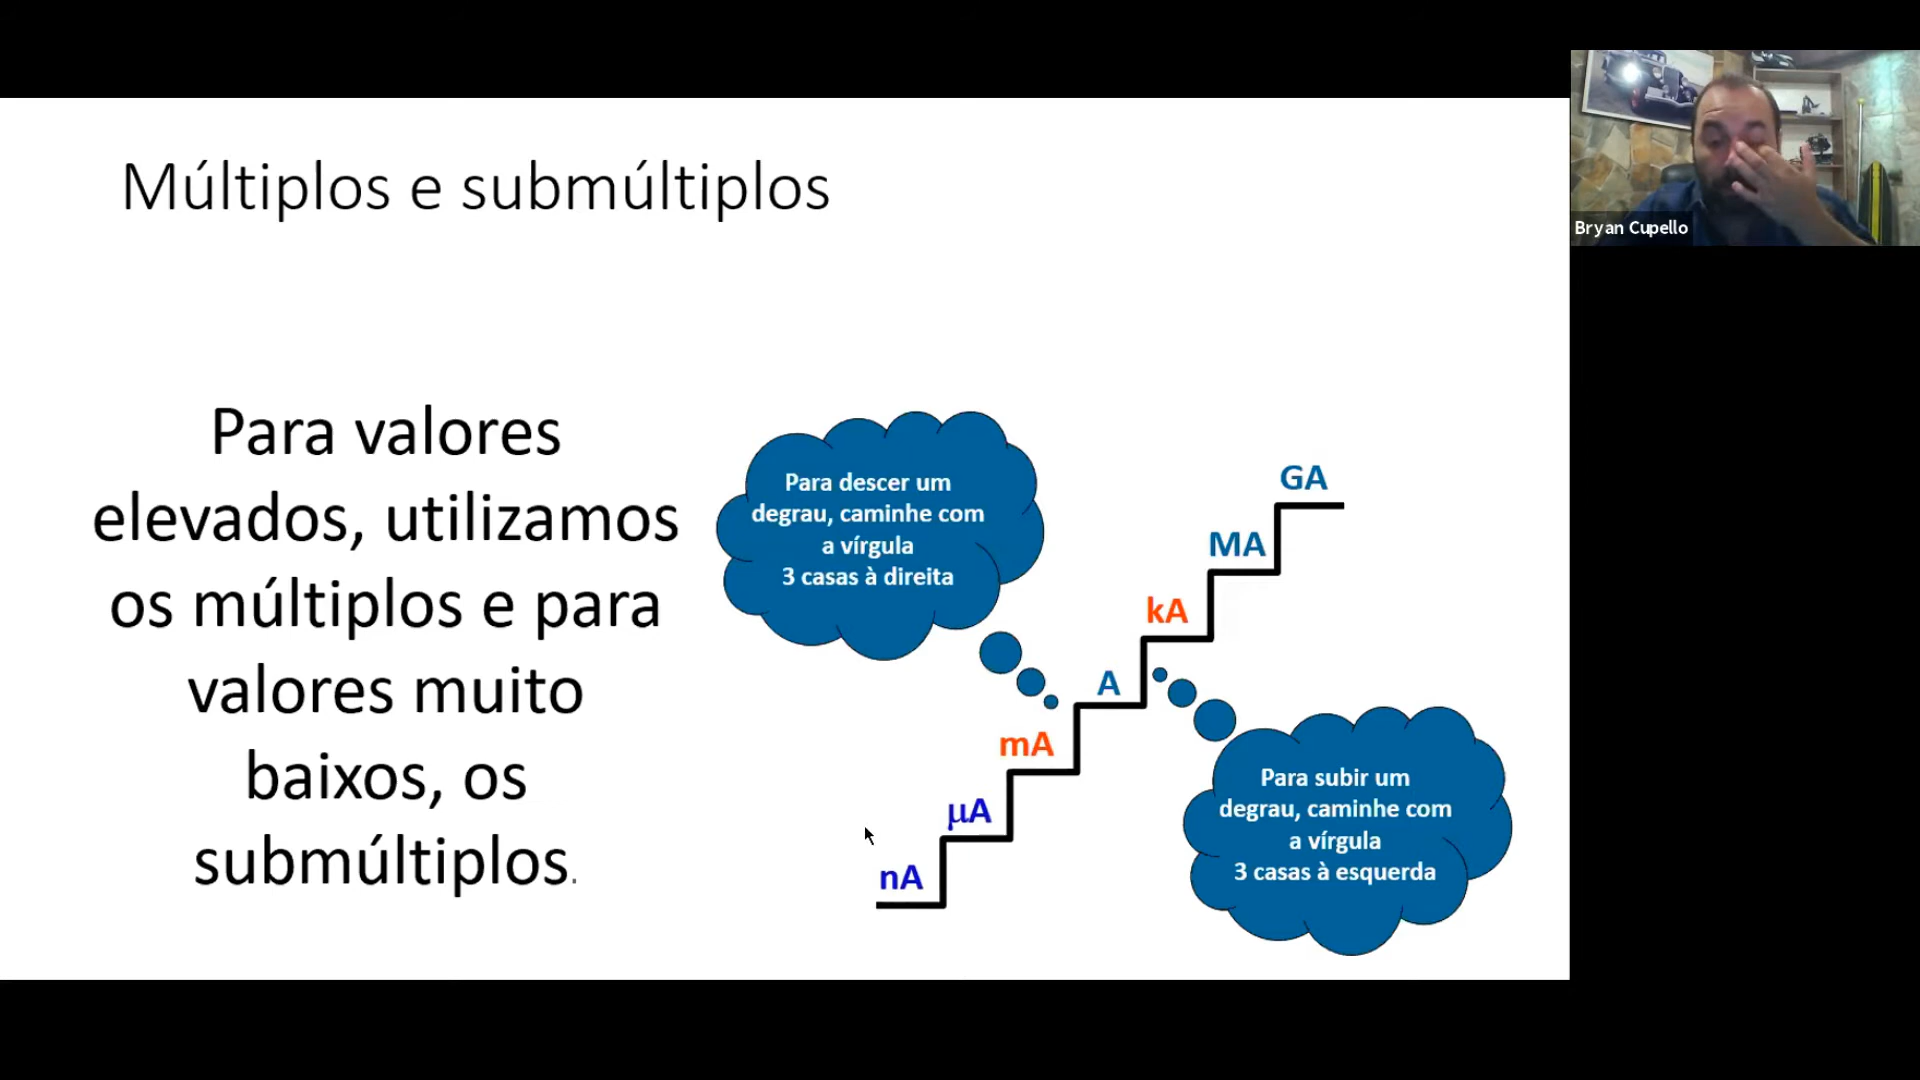 Múltiplos e submúltiplos
Bryan Cupello
Para valores
elevados, utilizamos
os múltiplos e para
valores muito
baixos, os
submúltiplos.
Para descer um
degrau, caminhe com
a vírgula
3 casas à direita
GA
MA
kA
A
mA
µA
nA
Para subir um
degrau, caminhe com
a vírgula
3 casas à esquerda